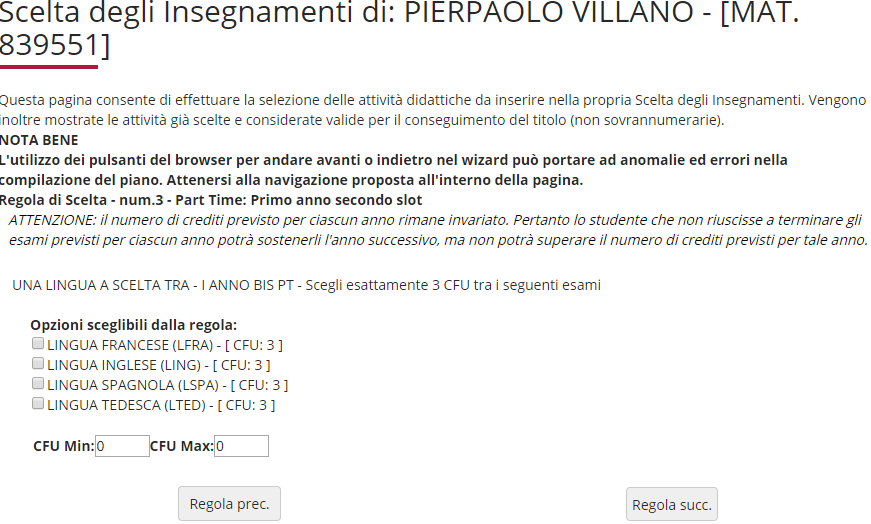 Scelta degli Insegnamenti di: PIERPAOLO VILLANO - [MAT.
839551]
Questa pagina consente di effettuare la selezione delle attività didattiche da inserire nella propria Scelta degli Insegnamenti. Vengono
inoltre mostrate le attività già scelte e considerate valide per il conseguimento del titolo (non sovrannumerarie).
NOTA BENE
L'utilizzo dei pulsanti del browser per andare avanti o indietro nel wizard può portare ad anomalie ed errori nella
compilazione del piano. Attenersi alla navigazione proposta all'interno della pagina.
Regola di Scelta - num.3 - Part Time: Primo anno secondo slot
ATTENZIONE: il numero di crediti previsto per ciascun anno rimane invariato. Pertanto lo studente che non riuscisse a terminare gli
esami previsti per ciascun anno potrà sostenerli l'anno successivo, ma non potrà superare il numero di crediti previsti per tale anno.
UNA LINGUA A SCELTA TRA - I ANNO BIS PT - Scegli esattamente 3 CFU tra i seguenti esami
Opzioni sceglibili dalla regola:
LINGUA FRANCESE (LFRA) - [ CFU: 3 ]
LINGUA INGLESE (LING) - [ CFU: 3 ]
LINGUA SPAGNOLA (LSPA) - [ CFU: 3 ]
LINGUA TEDESCA (LTED) - [ CFU: 3 ]
CFU Min: 0 CFU Max: 0
Regola prec. Regola succ.